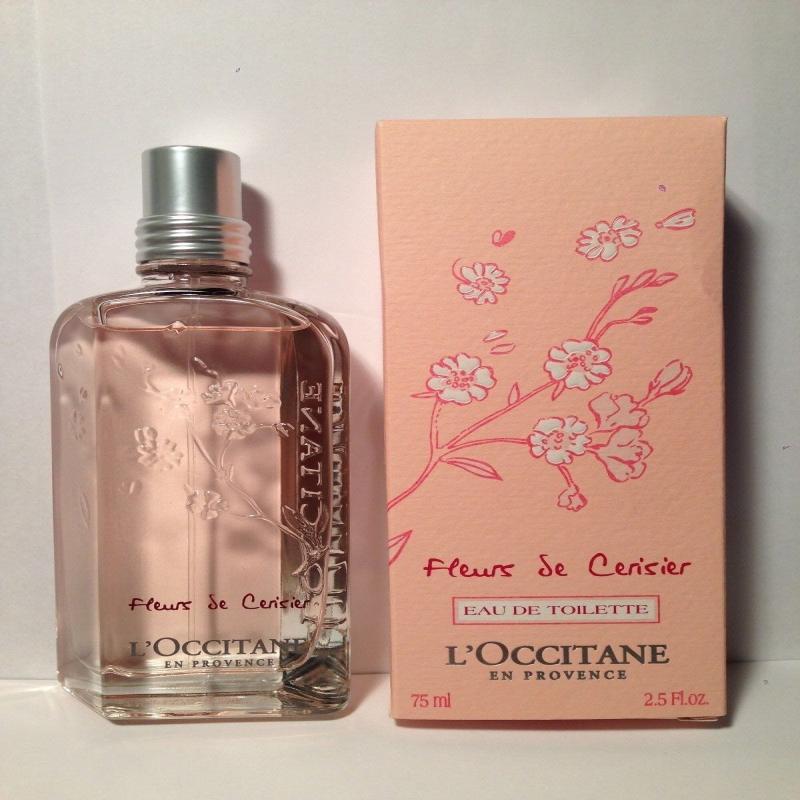 Fleurs de Cerisier
L'OCCITANE
EN PROVENCE
OCCITANE
Fleurs de Cerisier
EAU DE TOILETTE
L'OCCITANE
EN PROVENCE
75 ml
2.5 Fl.oz.